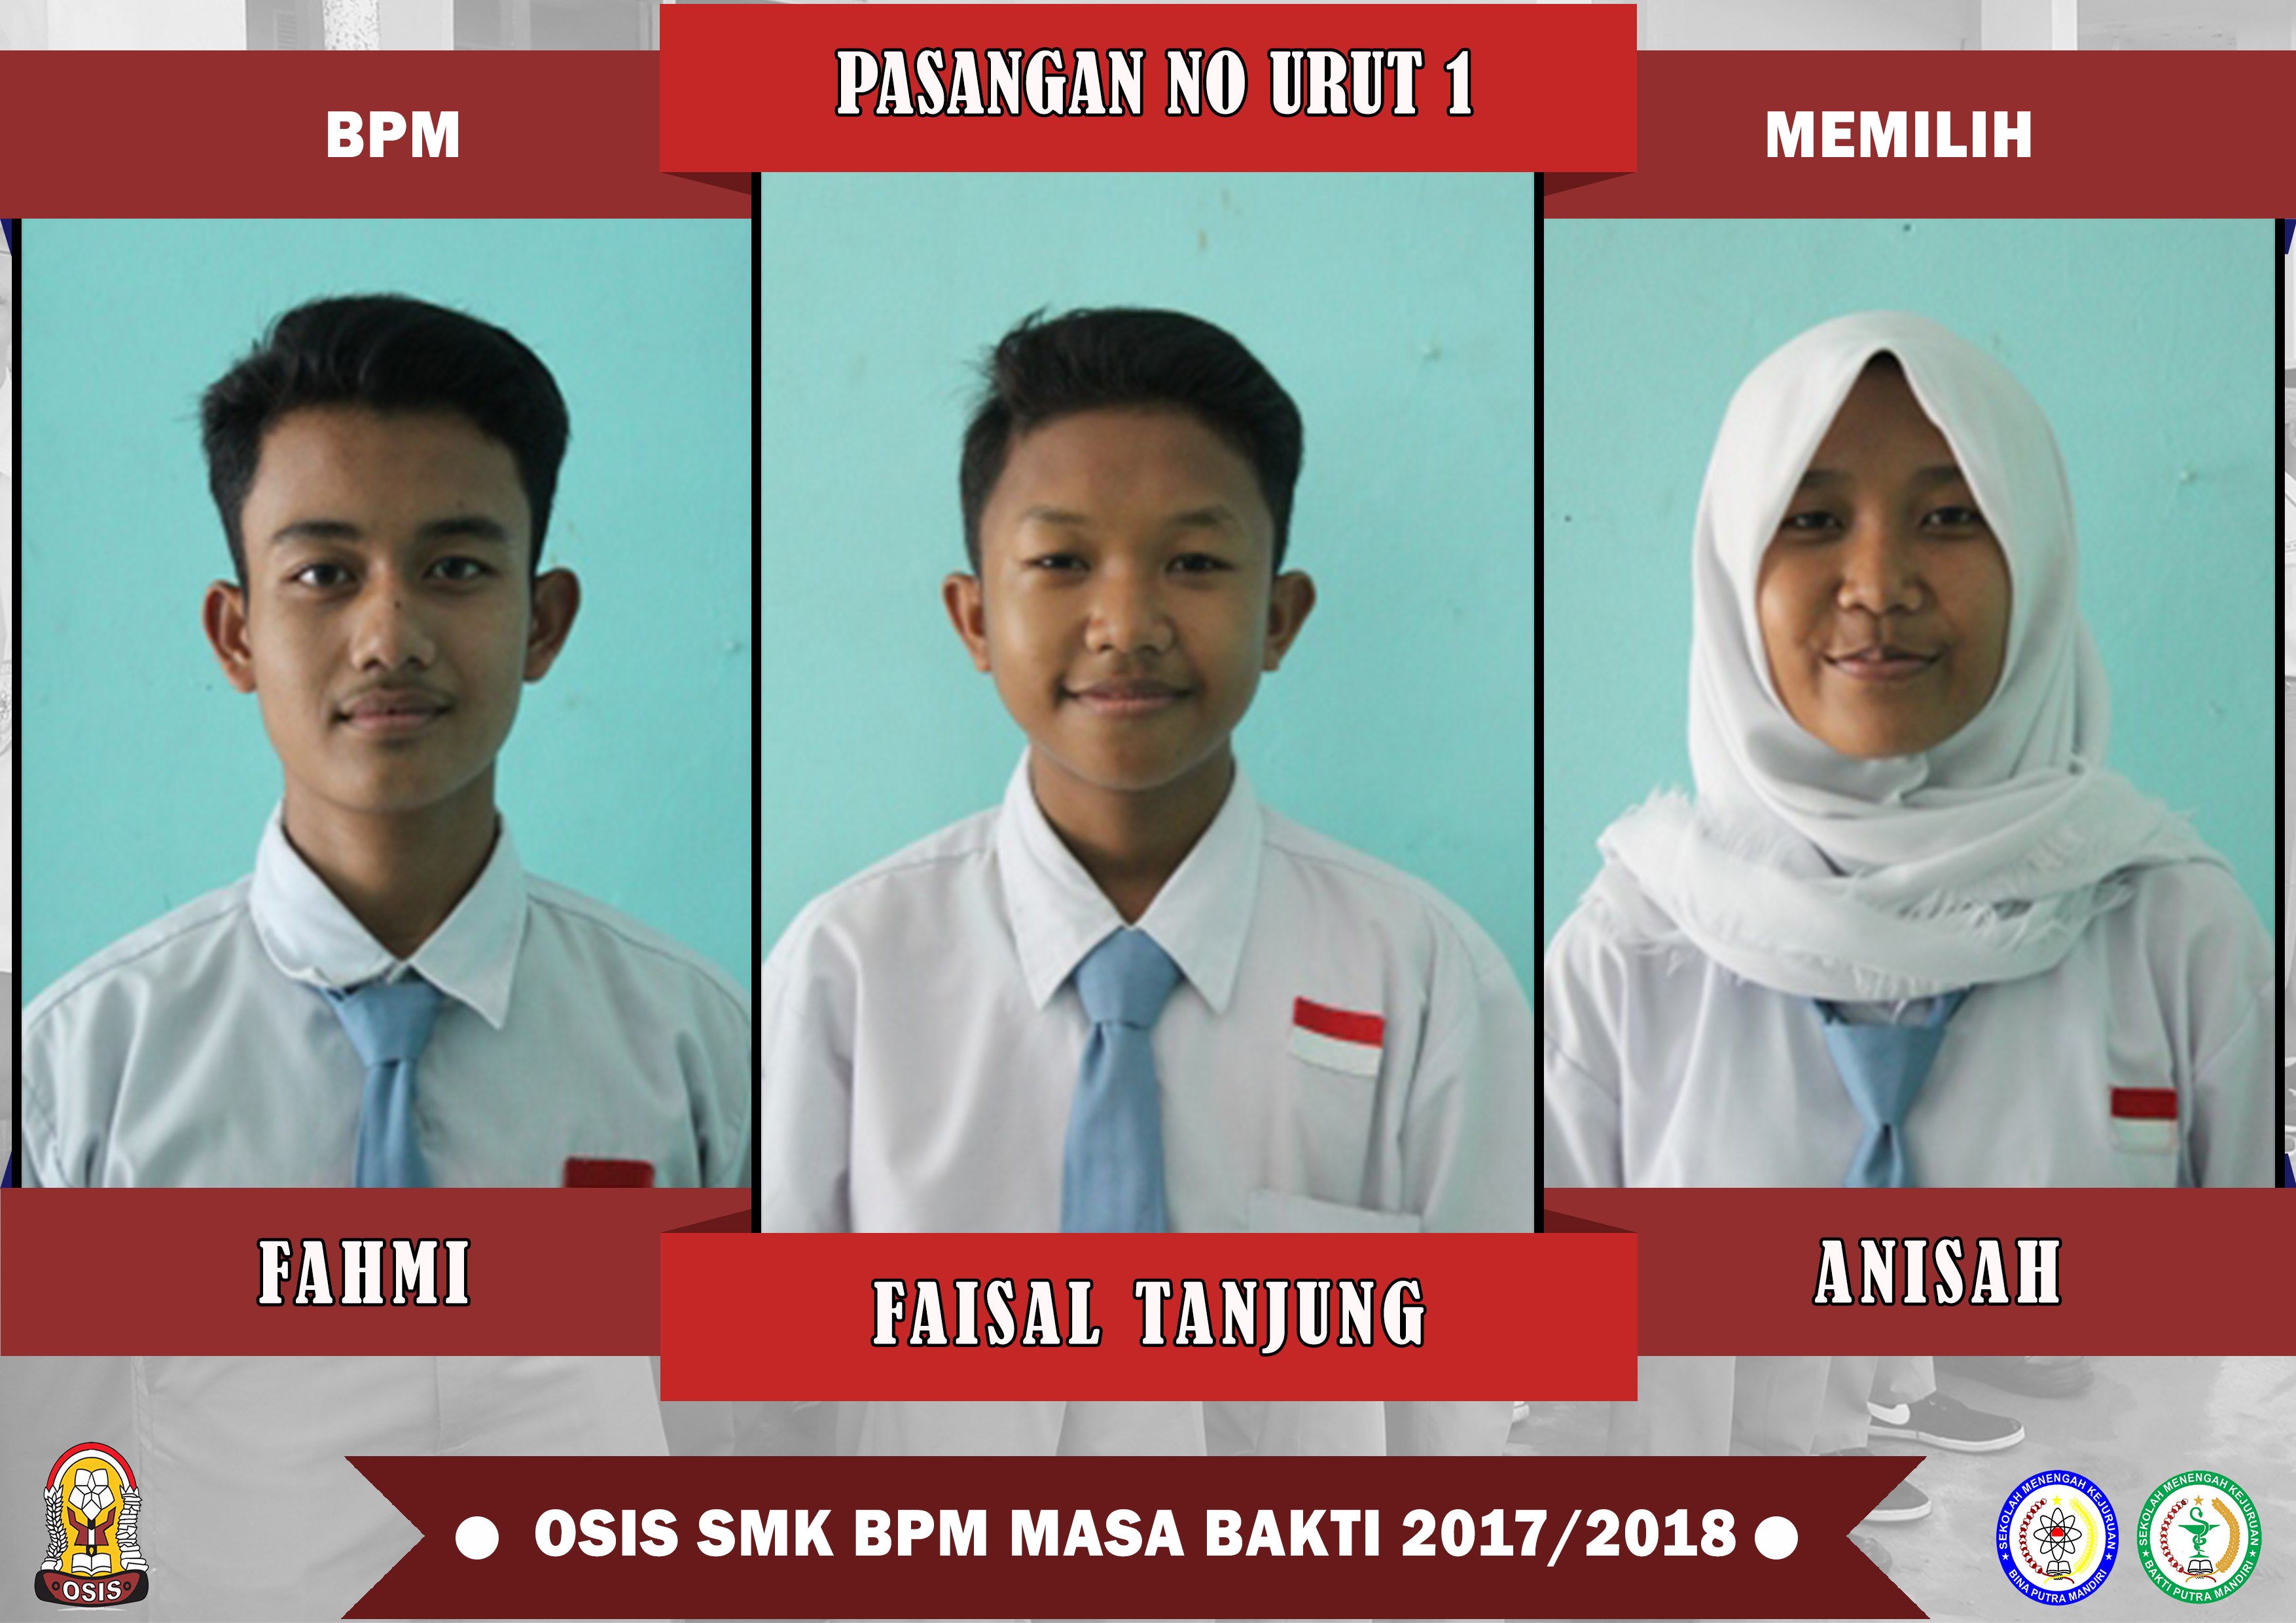 BPM
PASANGAN NO URUT 1
MEMILIH
FAHMI
FAISAL TANJUNG
ANISAH
OSIS
OSIS SMK BPM MASA BAKTI 2017/2018
SEKOLAH MENENGAH KEJURUAN
BINA PUTRA MANDIRI
SEKOLAH MENENGAH KEJURUAN
BAKTI PUTRA MANDIRI